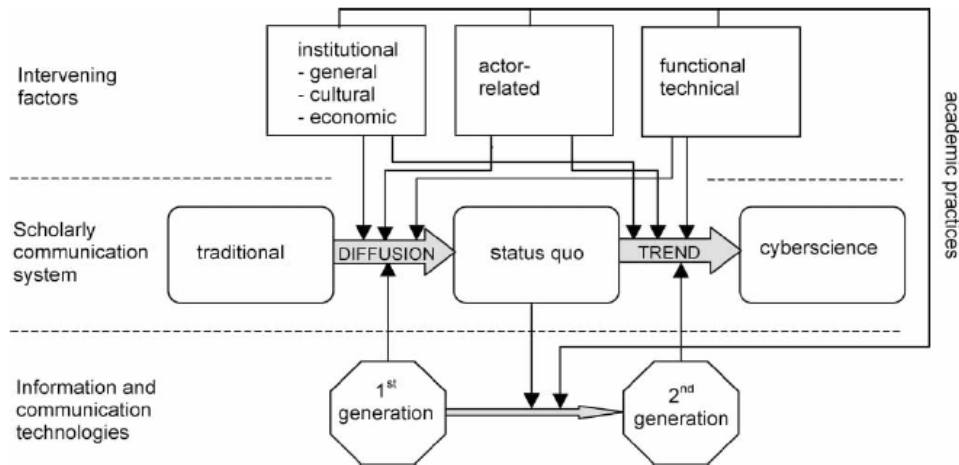 Intervening
factors
institutional
- general
- cultural
- economic
actor-
related
functional
technical
academic practices
Scholarly
communication
system
traditional
DIFFUSION
status quo
TREND
cyberscience
Information and
communication
technologies
1st
generation
2nd
generation